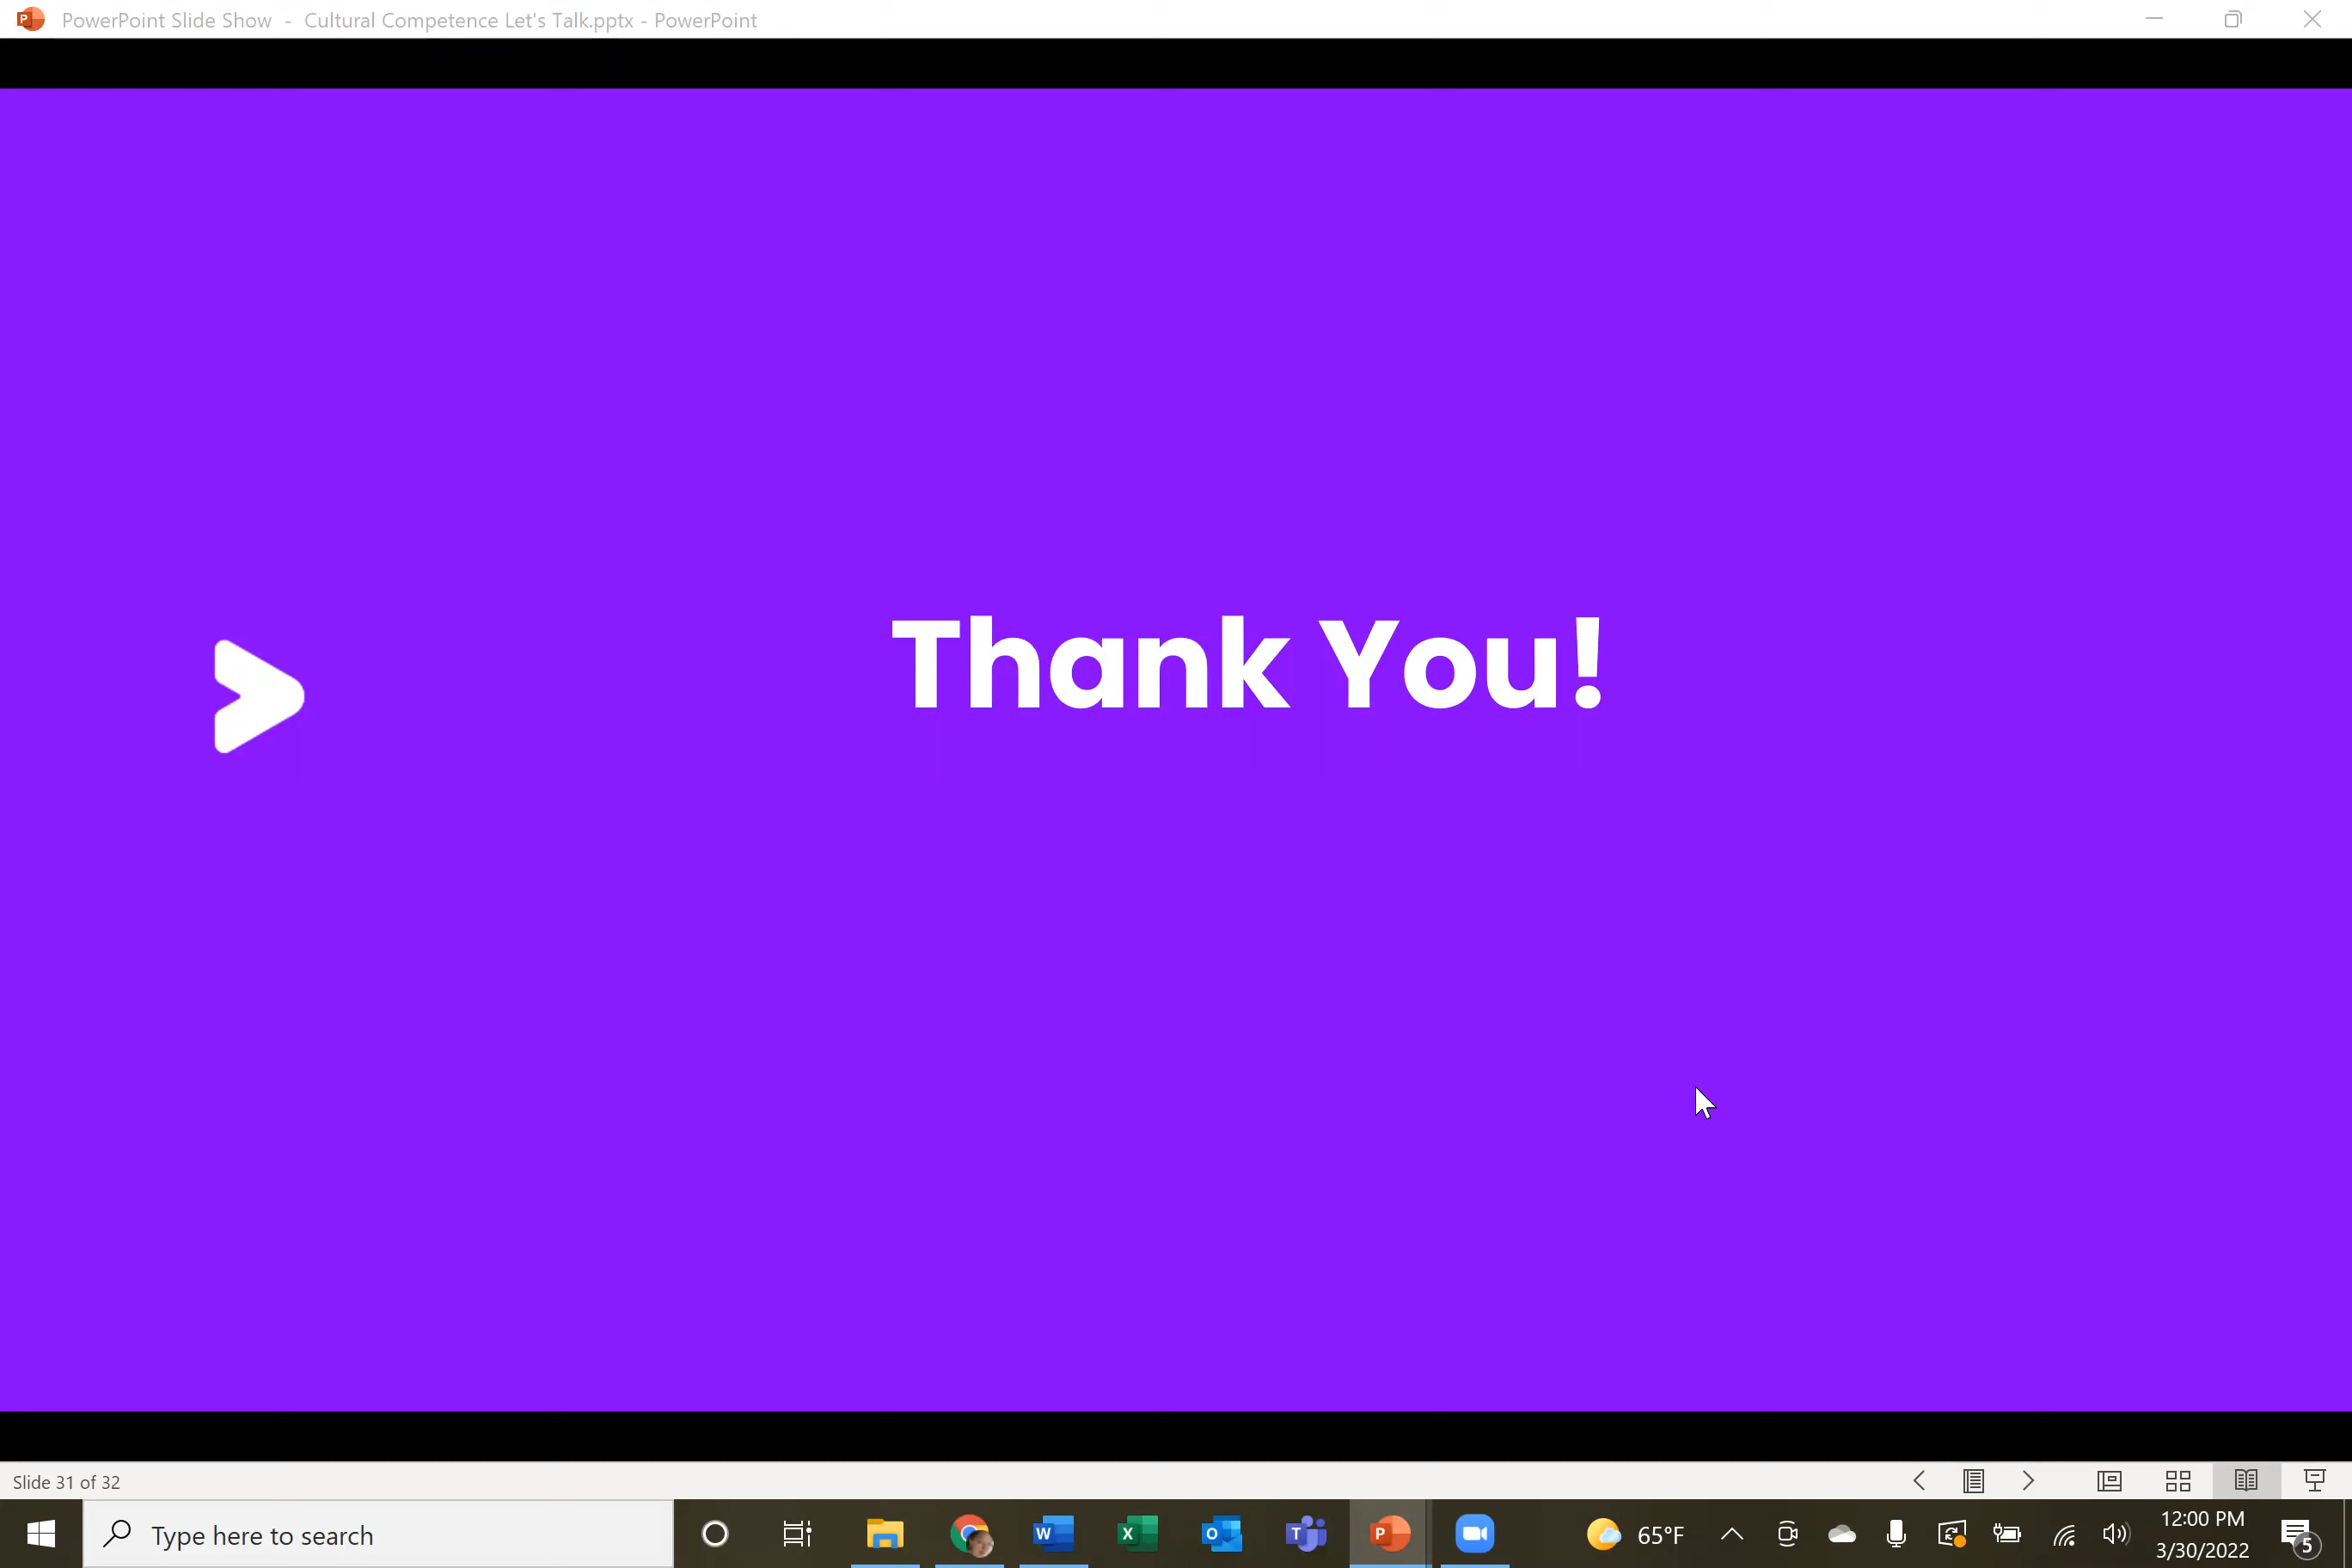 PowerPoint Slide Show - Cultural Competence Let's Talk.pptx - PowerPoint
Thank You!
Slide 31 of 32
Type here to search
65°F
12:00 PM
3/30/2022
5